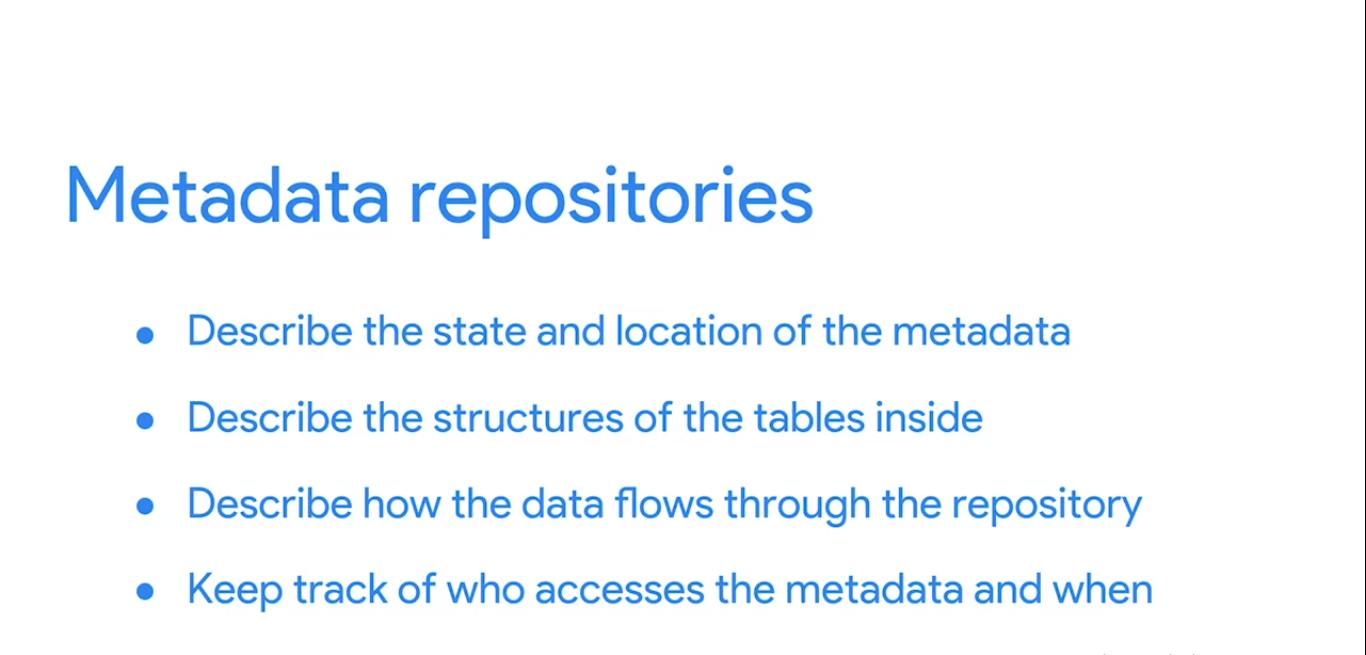 Metadata repositories
● Describe the state and location of the metadata
● Describe the structures of the tables inside
● Describe how the data flows through the repository
● Keep track of who accesses the metadata and when